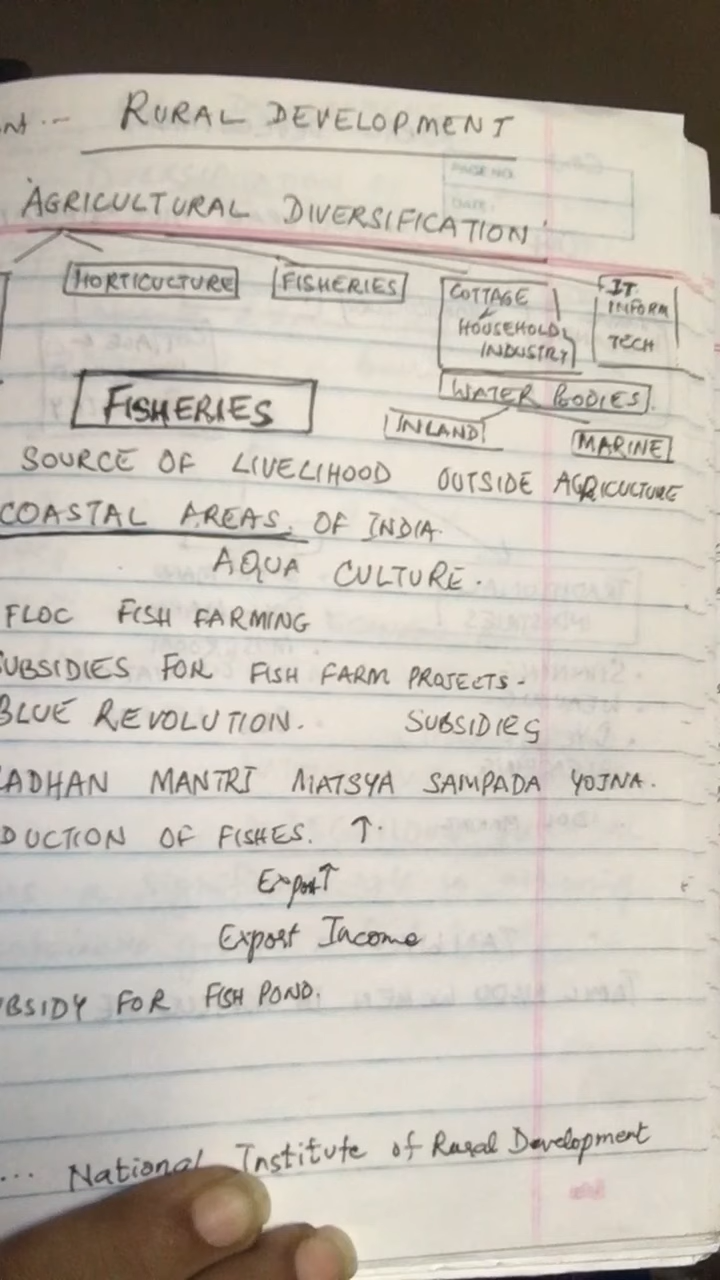 RURAL DEVELOPMENT
AGRICULTURAL DIVERSIFICATION
HORTICULTURE FISHERIES COTTAGE HOUSEHOLD INDUSTRY IT INFORM TECH
FISHERIES
WATER BODIES
INLAND MARINE
SOURCE OF LIVELIHOOD OUTSIDE AGRICULTURE
COASTAL AREAS OF INDIA.
AQUA CULTURE.
FLOC FISH FARMING
UBSIDIES FOR FISH FARM PROJECTS.
BLUE REVOLUTION. SUBSIDIES
ADHAN MANTRI MATSYA SAMPADA YOJNA.
DUCTION OF FISHES. ↑.
Export↑
Export Income
BSIDY FOR FISH POND.
... National Institute of Rural Development